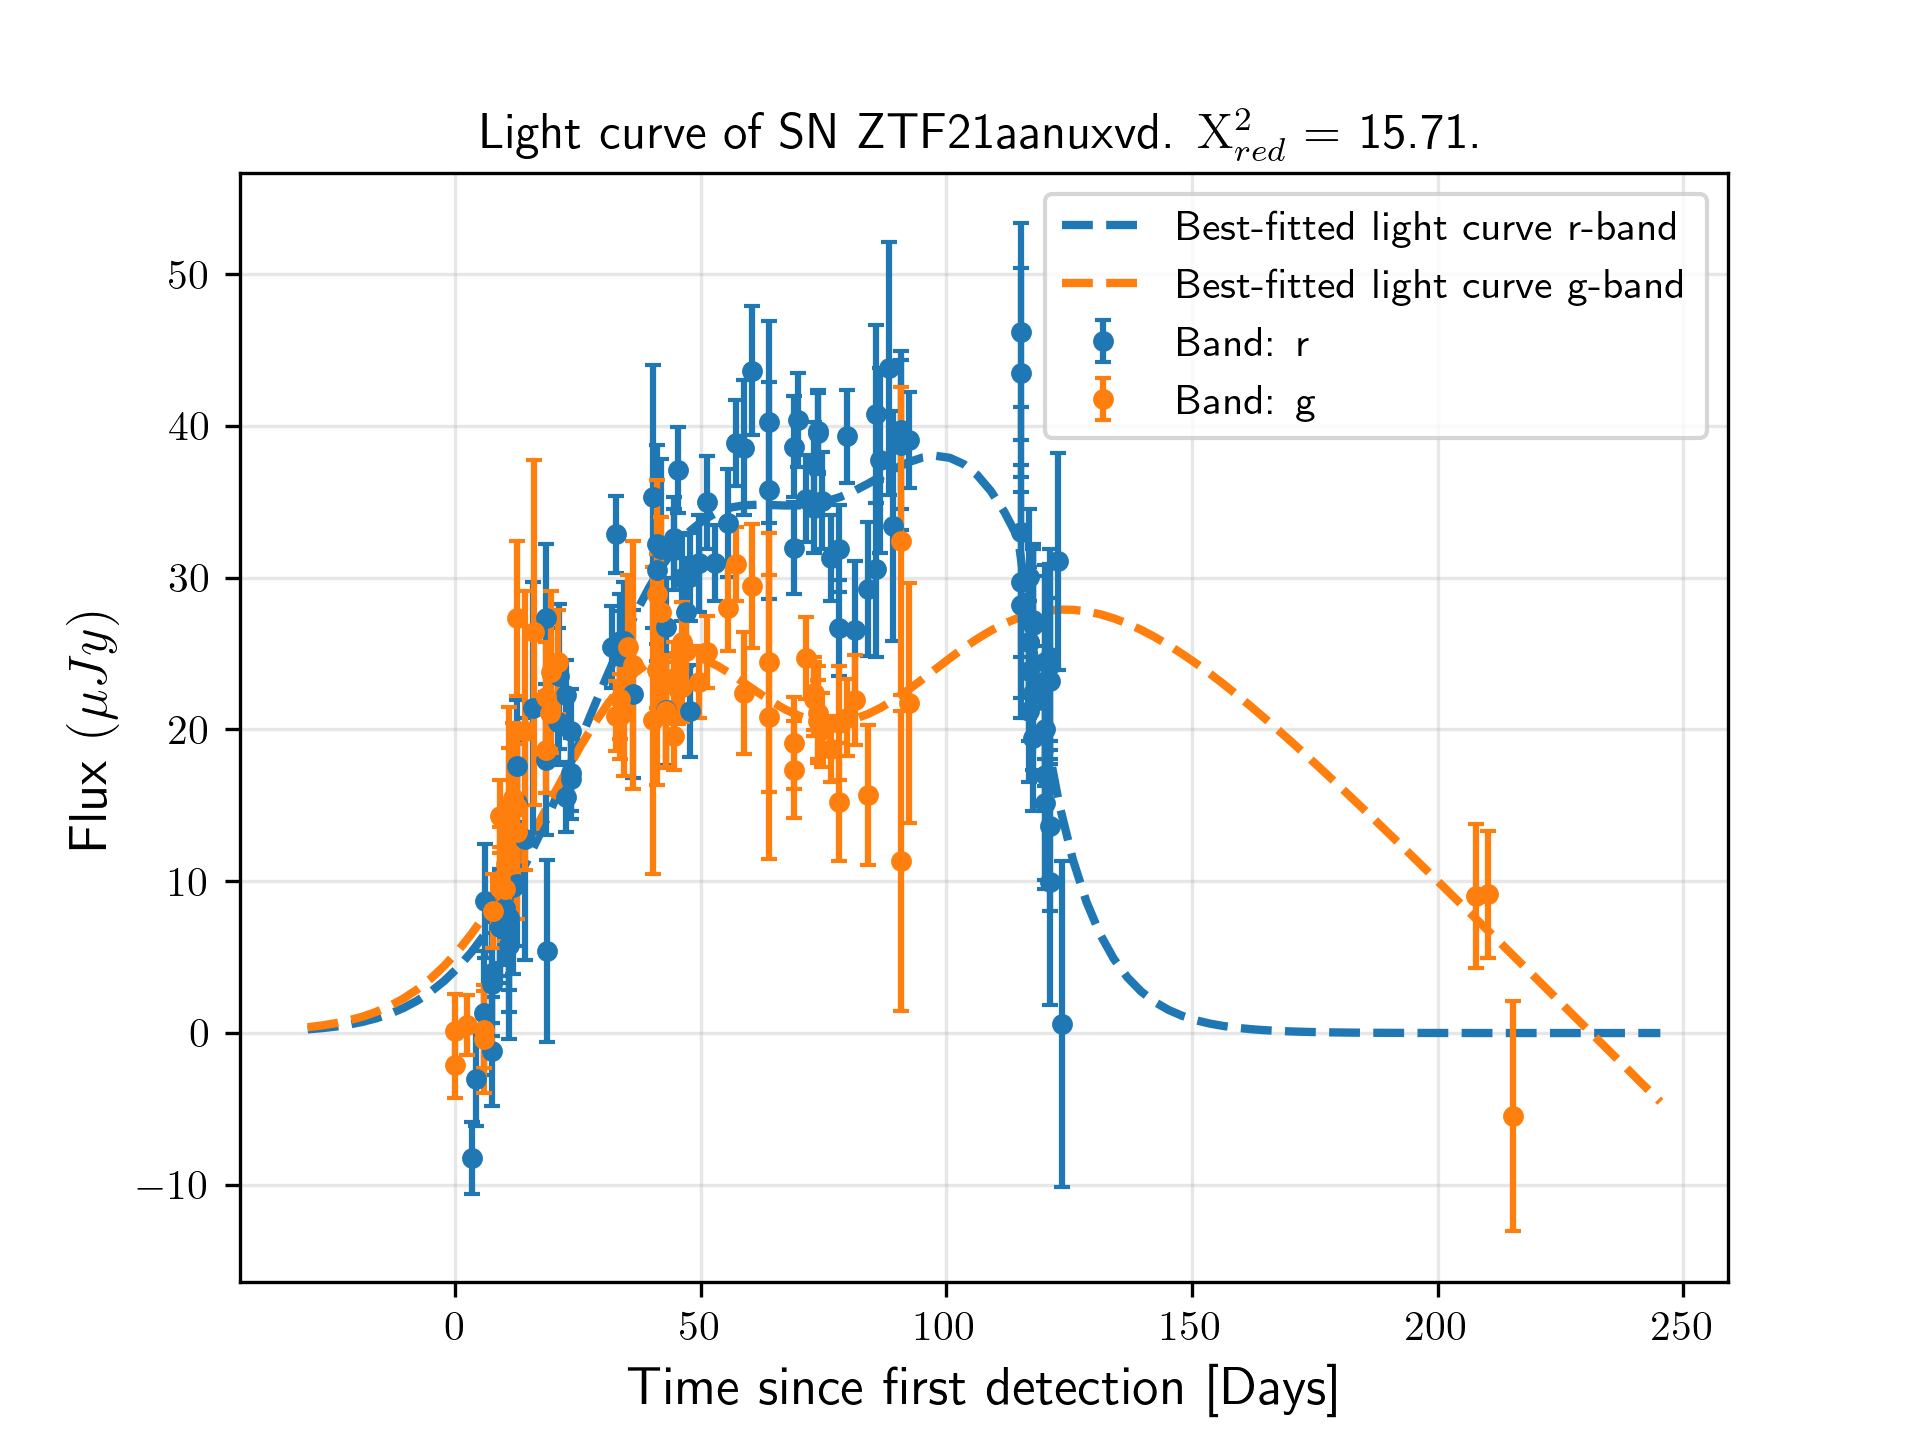 Light curve of SN ZTF21aanuxvd. X²_red = 15.71.
Best-fitted light curve r-band
Best-fitted light curve g-band
Band: r
Band: g
Flux (μJy)
50
40
30
20
10
0
−10
0 50 100 150 200 250
Time since first detection [Days]